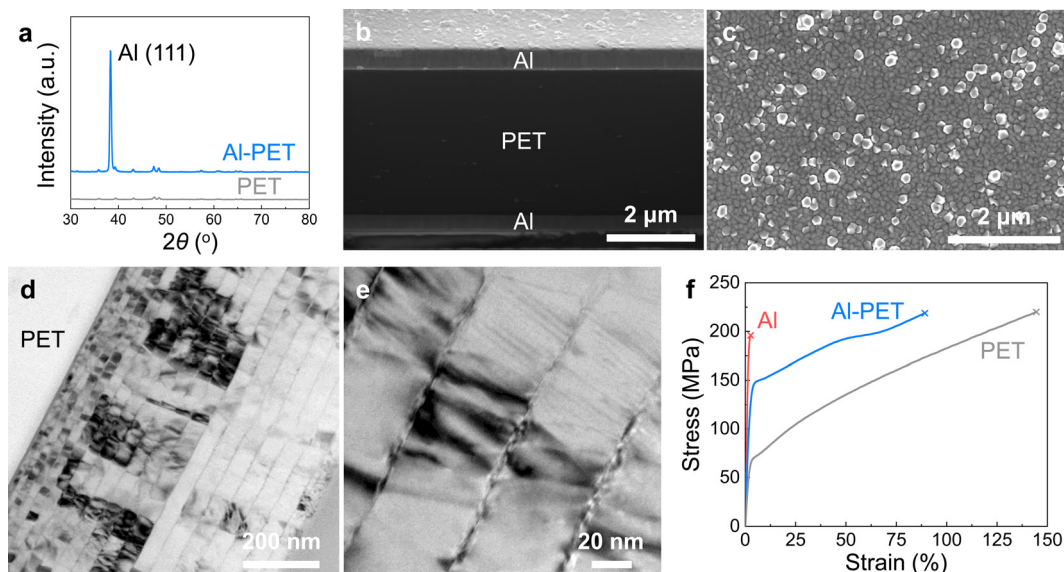 a
Al (111)
Intensity (a.u.)
Al-PET
PET
30 40 50 60 70 80
2θ (°)
b
Al
PET
Al
2 μm
c
2 μm
d
PET
200 nm
e
20 nm
f
250
200
150
100
50
0
Stress (MPa)
Al
Al-PET
PET
0 25 50 75 100 125 150
Strain (%)